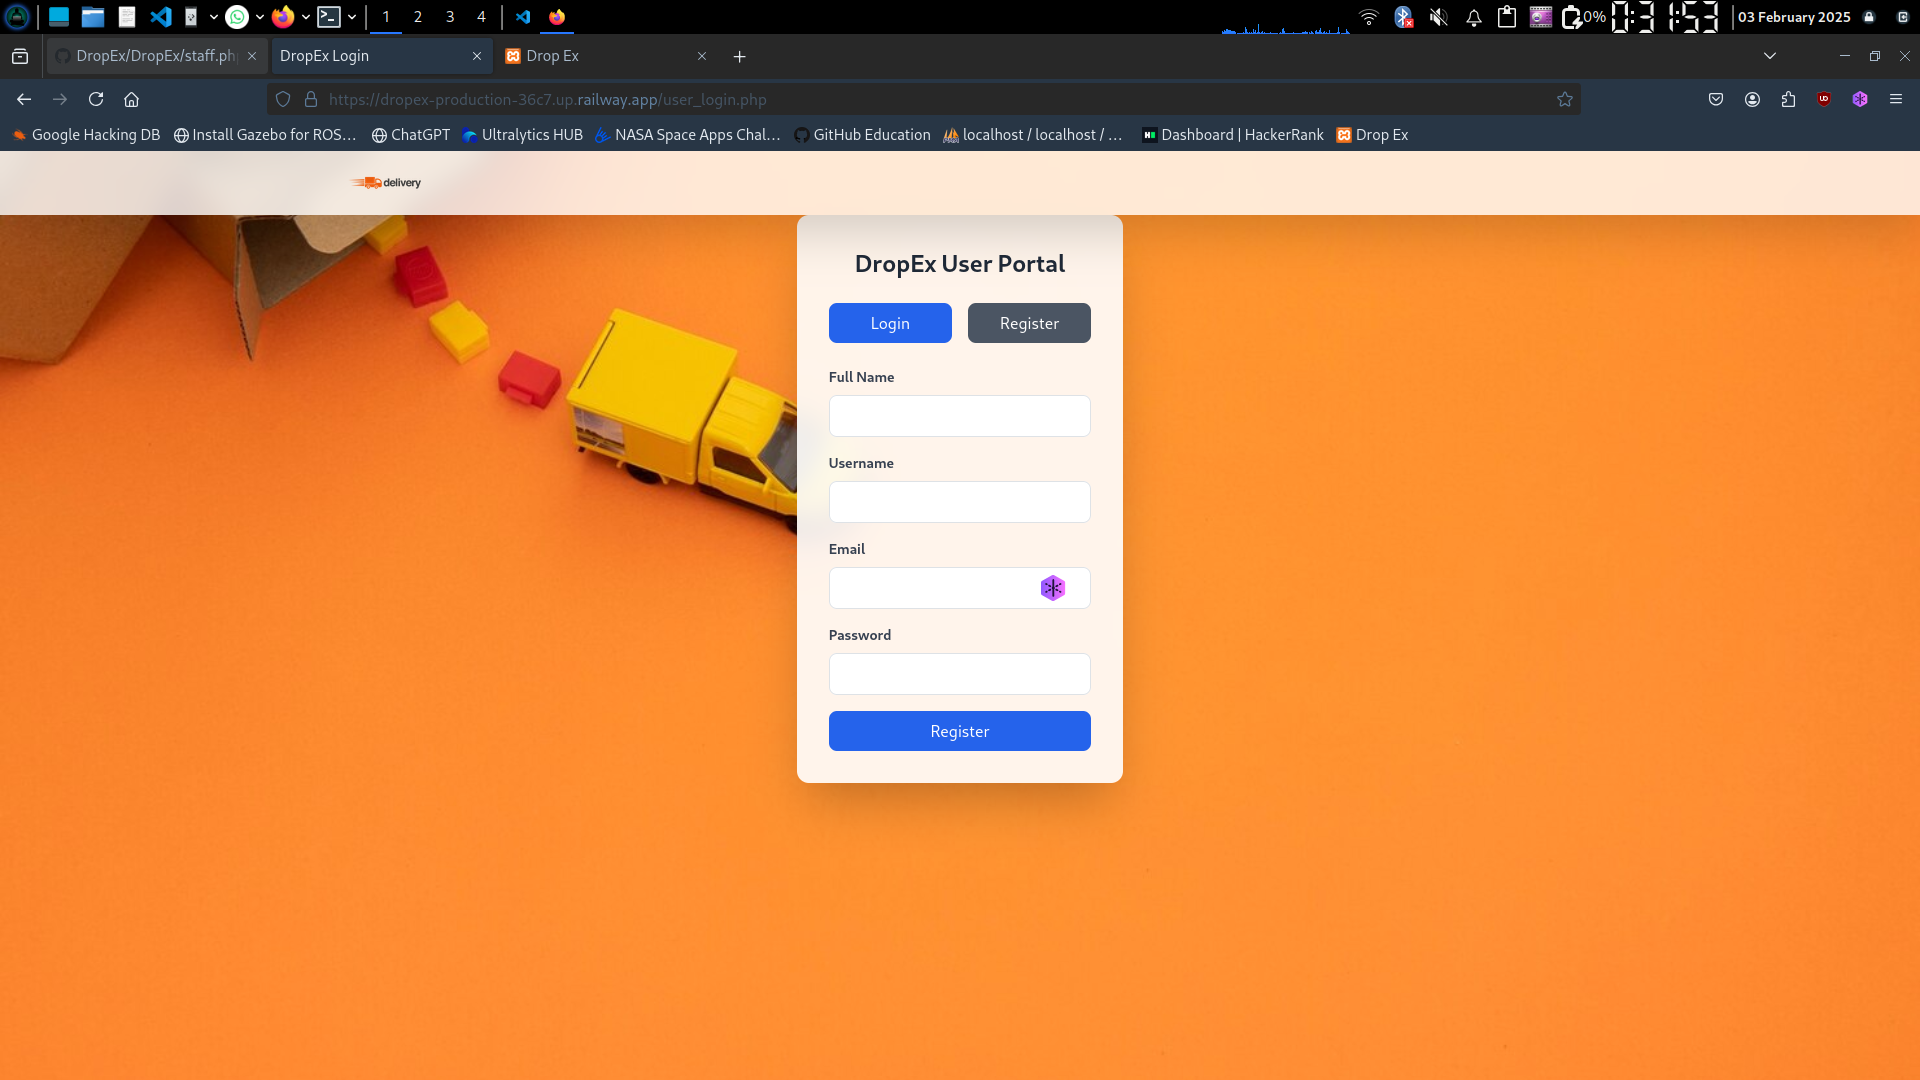 1 2 3 4
0% 03 February 2025
DropEx/DropEx/staff.ph
DropEx Login
Drop Ex
https://dropex-production-36c7.up.railway.app/user_login.php
Google Hacking DB
Install Gazebo for ROS…
ChatGPT
Ultralytics HUB
NASA Space Apps Chal…
GitHub Education
localhost / localhost / …
Dashboard | HackerRank
Drop Ex
delivery
DropEx User Portal
Login
Register
Full Name
Username
Email
Password
Register